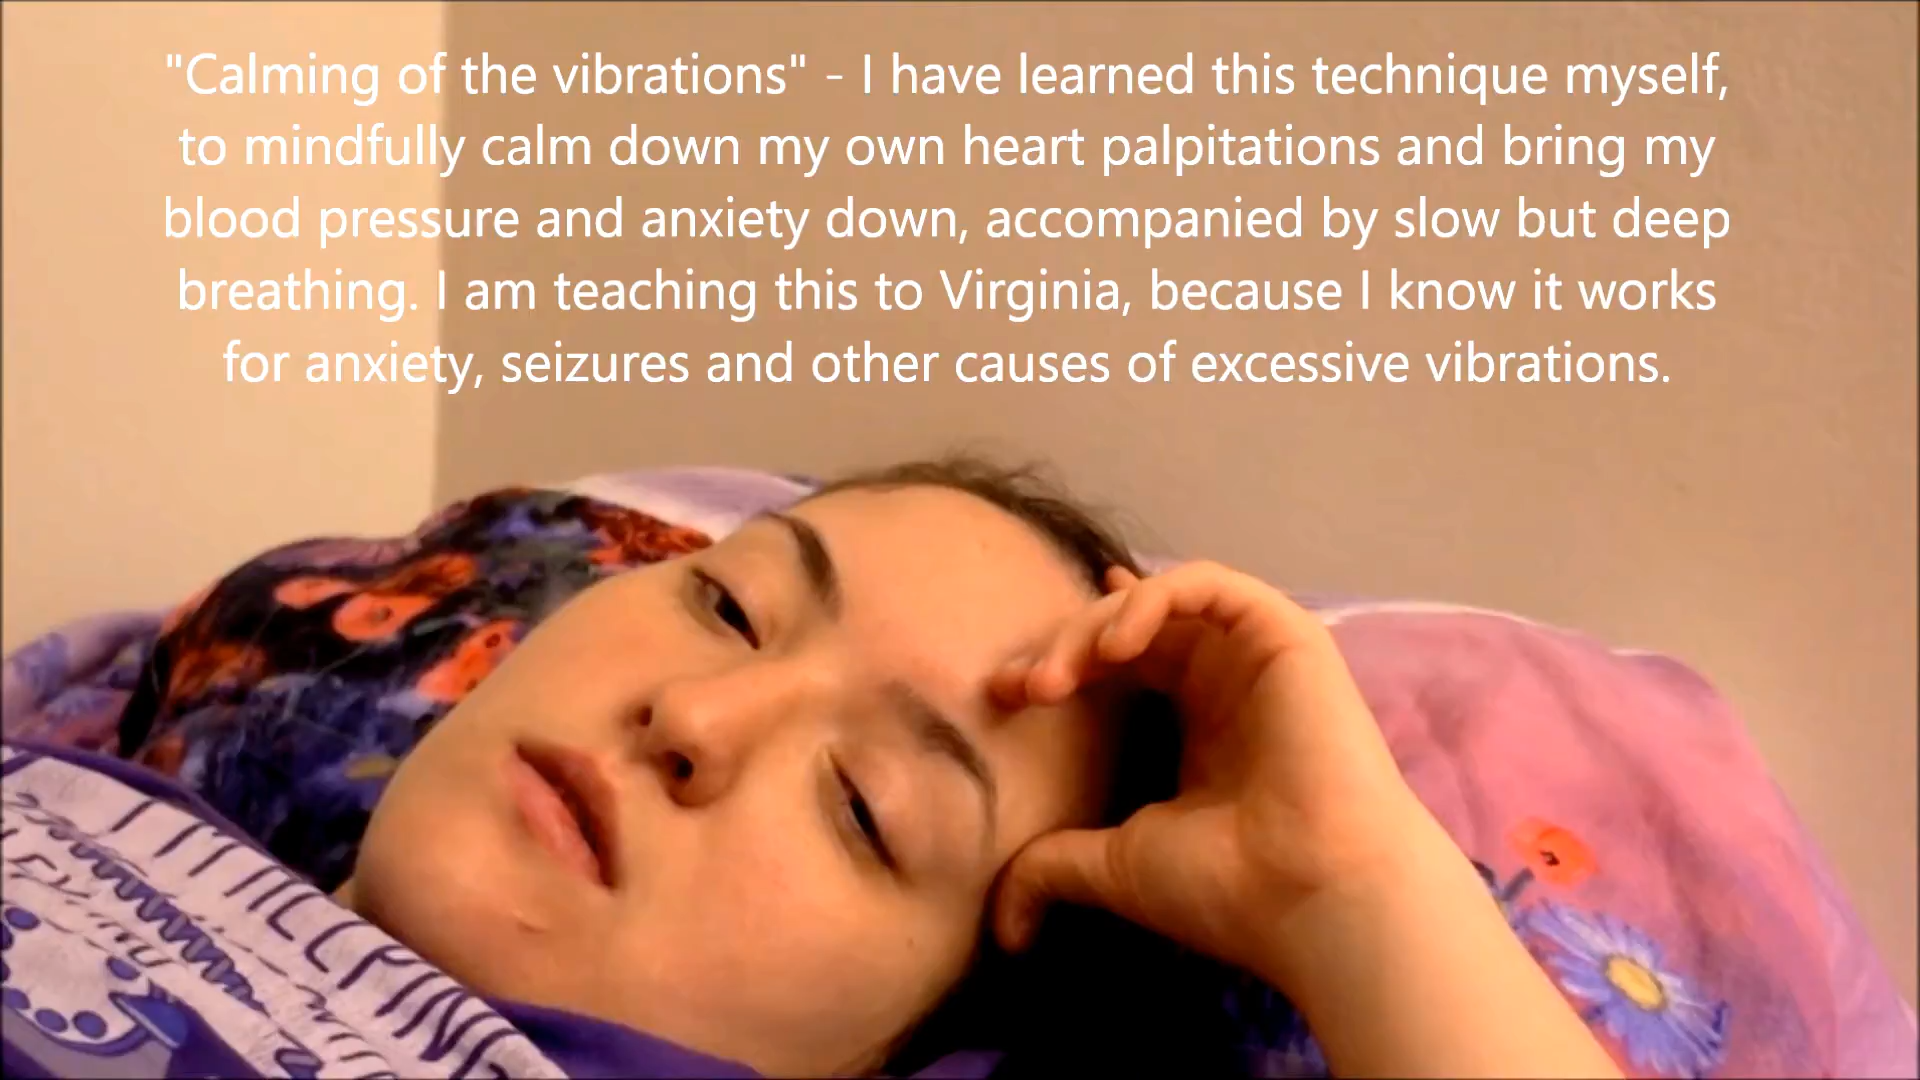 "Calming of the vibrations" - I have learned this technique myself,
to mindfully calm down my own heart palpitations and bring my
blood pressure and anxiety down, accompanied by slow but deep
breathing. I am teaching this to Virginia, because I know it works
for anxiety, seizures and other causes of excessive vibrations.